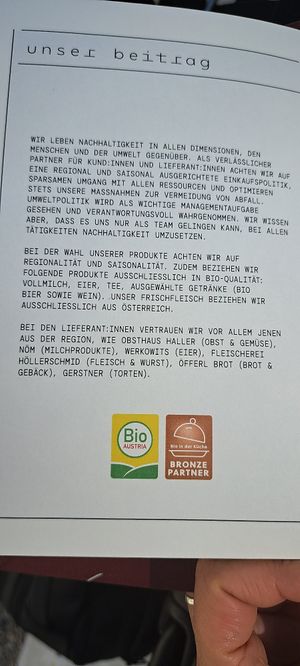 unser beitrag
WIR LEBEN NACHHALTIGKEIT IN ALLEN DIMENSIONEN, DEN
MENSCHEN UND DER UMWELT GEGENÜBER. ALS VERLÄSSLICHER
PARTNER FÜR KUND:INNEN UND LIEFERANT:INNEN ACHTEN WIR AUF
EINE REGIONAL UND SAISONAL AUSGERICHTETE EINKAUFSPOLITIK,
SPARSAMEN UMGANG MIT ALLEN RESSOURCEN UND OPTIMIEREN
STETS UNSERE MASSNAHMEN ZUR VERMEIDUNG VON ABFALL.
UMWELTPOLITIK WIRD ALS WICHTIGE MANAGEMENTAUFGABE
GESEHEN UND VERANTWORTUNGSVOLL WAHRGENOMMEN. WIR WISSEN
ABER, DASS ES UNS NUR ALS TEAM GELINGEN KANN, BEI ALLEN
TÄTIGKEITEN NACHHALTIGKEIT UMZUSETZEN.
BEI DER WAHL UNSERER PRODUKTE ACHTEN WIR AUF
REGIONALITÄT UND SAISONALITÄT. ZUDEM BEZIEHEN WIR
FOLGENDE PRODUKTE AUSSCHLIESSLICH IN BIO-QUALITÄT:
VOLLMILCH, EIER, TEE, AUSGEWÄHLTE GETRÄNKE (BIO
BIER SOWIE WEIN). UNSER FRISCHFLEISCH BEZIEHEN WIR
AUSSCHLIESSLICH AUS ÖSTERREICH.
BEI DEN LIEFERANT:INNEN VERTRAUEN WIR VOR ALLEM JENEN
AUS DER REGION, WIE OBSTHAUS HALLER (OBST & GEMÜSE),
NÖM (MILCHPRODUKTE), WERKOWITS (EIER), FLEISCHEREI
HÖLLERSCHMID (FLEISCH & WURST), ÖFFERL BROT (BROT &
GEBÄCK), GERSTNER (TORTEN).
Bio
AUSTRIA
Bio in der Küche
BRONZE
PARTNER